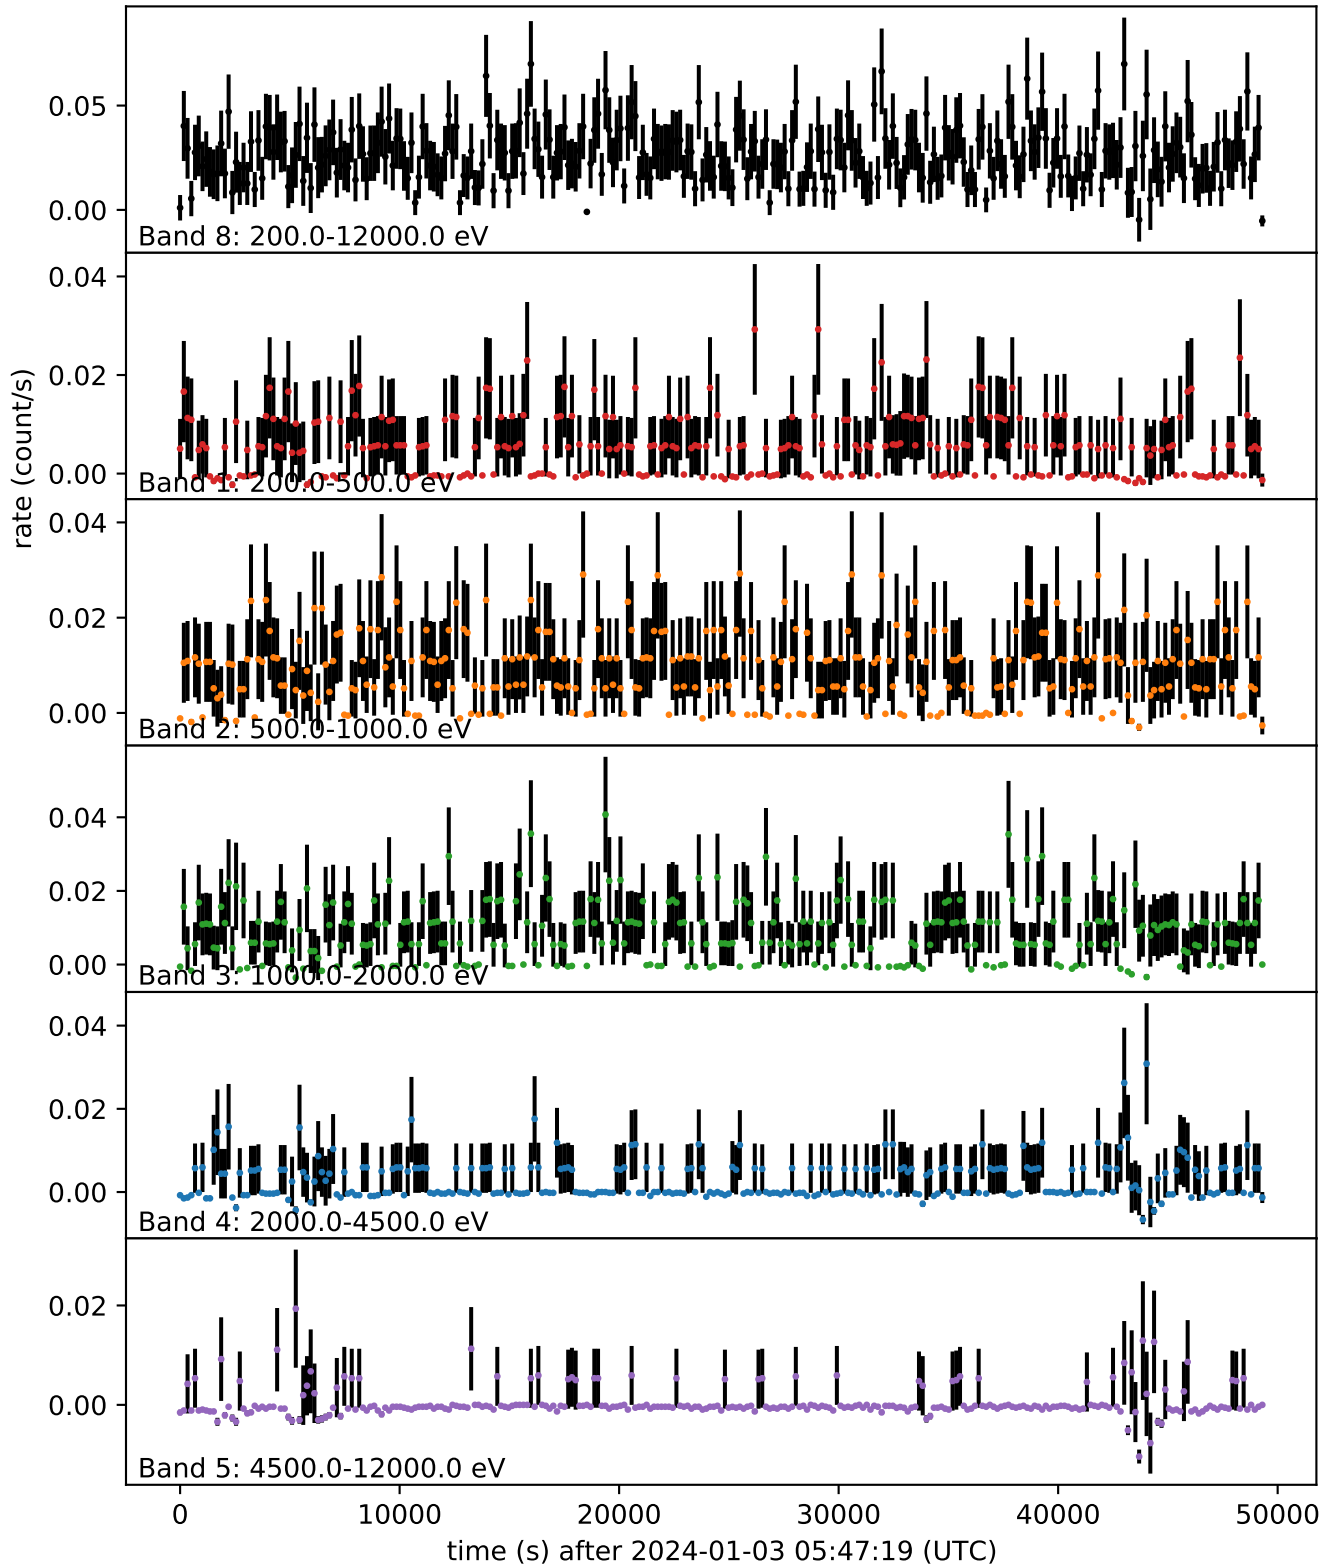 0.05
0.00
Band 8: 200.0-12000.0 eV
0.04
0.02
0.00
Band 1: 200.0-500.0 eV
rate (count/s)
0.04
0.02
0.00
Band 2: 500.0-1000.0 eV
0.04
0.02
0.00
Band 3: 1000.0-2000.0 eV
0.04
0.02
0.00
Band 4: 2000.0-4500.0 eV
0.02
0.00
Band 5: 4500.0-12000.0 eV
0 10000 20000 30000 40000 50000
time (s) after 2024-01-03 05:47:19 (UTC)